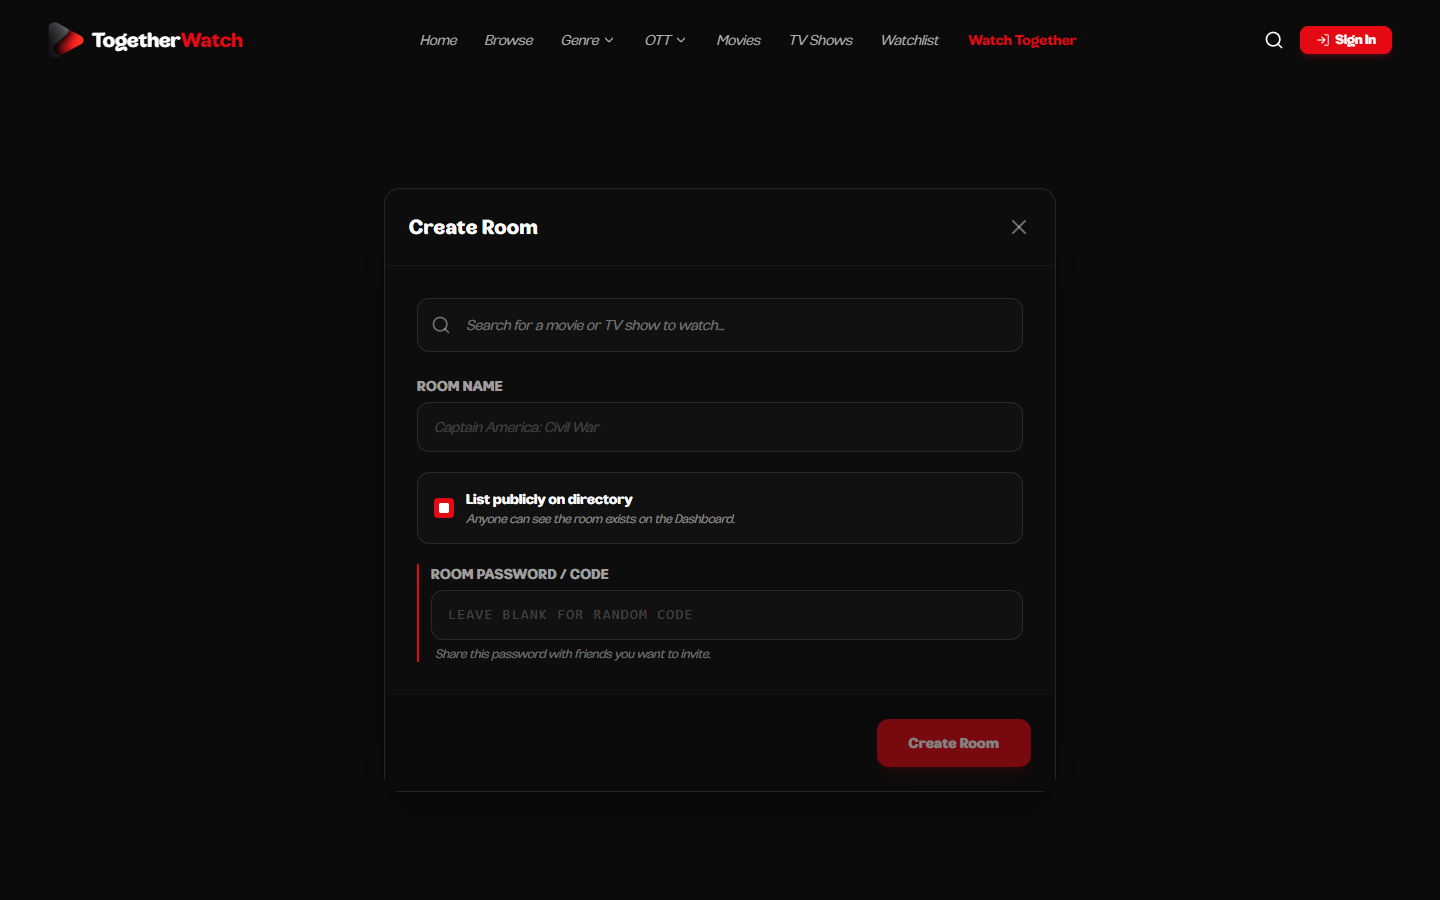 TogetherWatch
Home Browse Genre OTT Movies TV Shows Watchlist Watch Together
Sign In
Create Room
Search for a movie or TV show to watch...
ROOM NAME
Captain America: Civil War
List publicly on directory
Anyone can see the room exists on the Dashboard.
ROOM PASSWORD / CODE
LEAVE BLANK FOR RANDOM CODE
Share this password with friends you want to invite.
Create Room